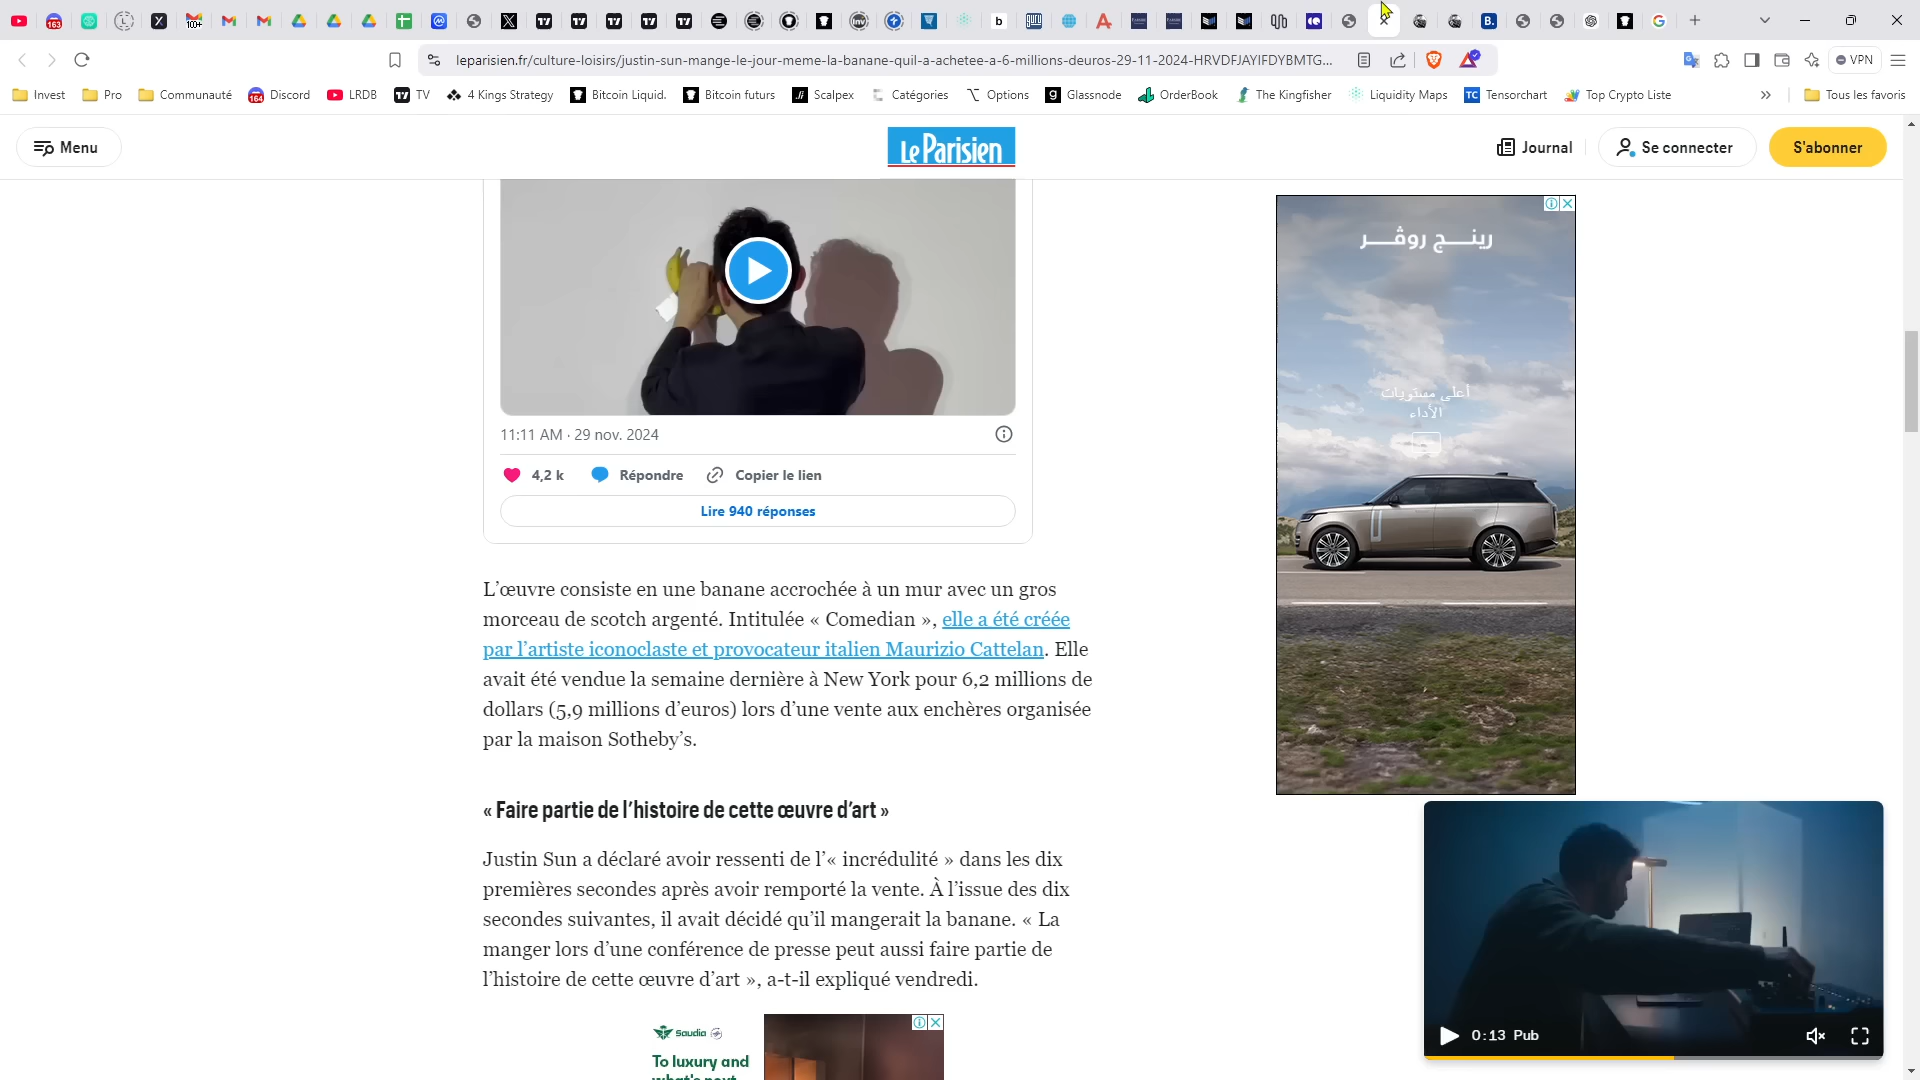 163
100+
leparisien.fr/culture-loisirs/justin-sun-mange-le-jour-meme-la-banane-quil-a-achetee-a-6-millions-deuros-29-11-2024-HRVDFJAYIFDYBMTG...
VPN
Invest
Pro
Communauté
164
Discord
LRDB
TV
4 Kings Strategy
Bitcoin Liquid.
Bitcoin futurs
Scalpex
Catégories
Options
Glassnode
OrderBook
The Kingfisher
Liquidity Maps
TC
Tensorchart
Top Crypto Liste
»
Tous les favoris
Menu
Le Parisien
Journal
Se connecter
S'abonner
11:11 AM · 29 nov. 2024
4,2 k
Répondre
Copier le lien
Lire 940 réponses
L’œuvre consiste en une banane accrochée à un mur avec un gros
morceau de scotch argenté. Intitulée « Comedian », elle a été créée
par l’artiste iconoclaste et provocateur italien Maurizio Cattelan. Elle
avait été vendue la semaine dernière à New York pour 6,2 millions de
dollars (5,9 millions d’euros) lors d’une vente aux enchères organisée
par la maison Sotheby’s.
« Faire partie de l’histoire de cette œuvre d’art »
Justin Sun a déclaré avoir ressenti de l’« incrédulité » dans les dix
premières secondes après avoir remporté la vente. À l’issue des dix
secondes suivantes, il avait décidé qu’il mangerait la banane. « La
manger lors d’une conférence de presse peut aussi faire partie de
l’histoire de cette œuvre d’art », a-t-il expliqué vendredi.
رينـــج روڤـــر
أعلى مستويات
الأداء
Saudia
To luxury and
what's next
0:13 Pub